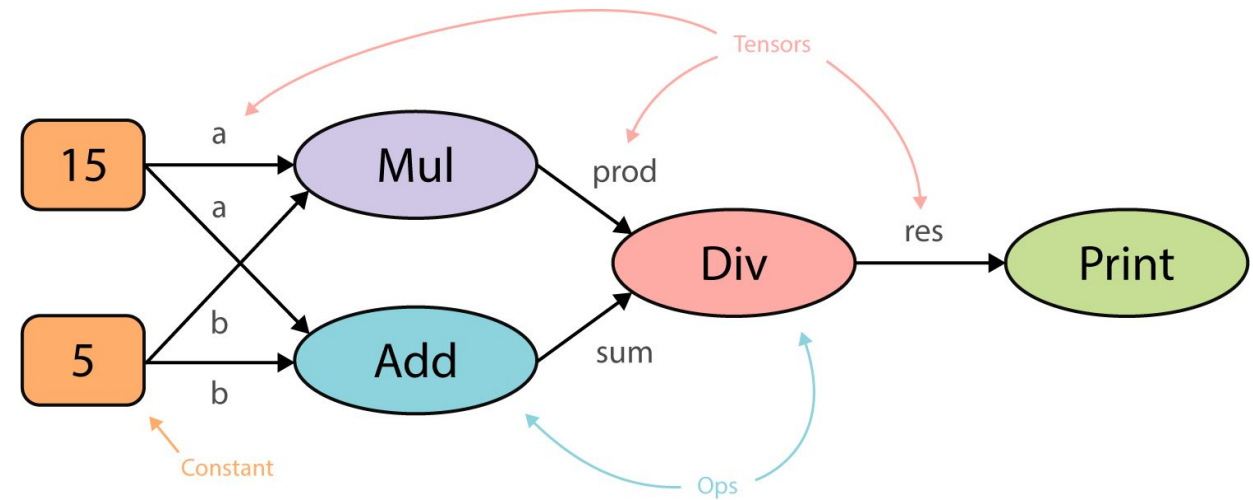 Tensors
a
15
Mul
prod
a
res
Div
Print
b
5
Add
sum
b
Constant
Ops